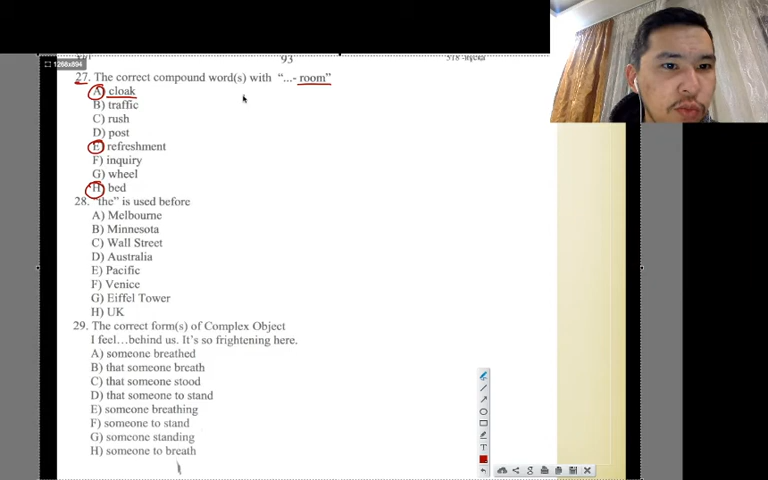 93
518 -нұсқа
1268x894
27. The correct compound word(s) with "...- room"
A) cloak
B) traffic
C) rush
D) post
E) refreshment
F) inquiry
G) wheel
H) bed
28. "the" is used before
A) Melbourne
B) Minnesota
C) Wall Street
D) Australia
E) Pacific
F) Venice
G) Eiffel Tower
H) UK
29. The correct form(s) of Complex Object
I feel…behind us. It's so frightening here.
A) someone breathed
B) that someone breath
C) that someone stood
D) that someone to stand
E) someone breathing
F) someone to stand
G) someone standing
H) someone to breath